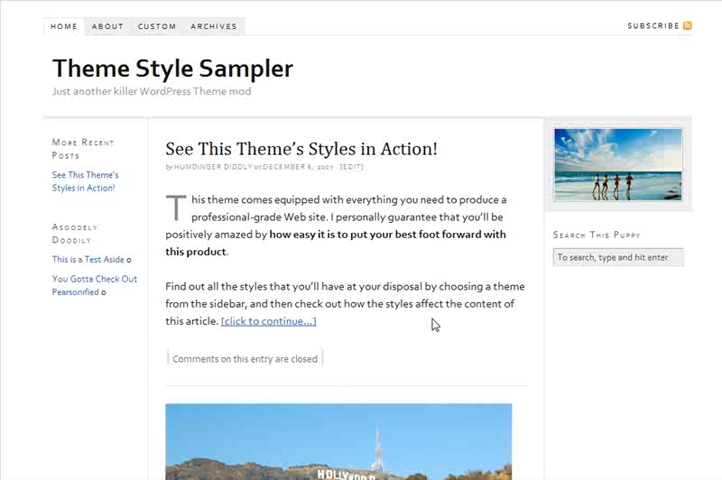 HOME ABOUT CUSTOM ARCHIVES
SUBSCRIBE
Theme Style Sampler
Just another killer WordPress Theme mod
More Recent
Posts
See This Theme's
Styles in Action!
Asoodely
Doodily
This is a Test Aside o
You Gotta Check Out
Pearsonified o
See This Theme's Styles in Action!
by HUMDINGER DIDDLY on DECEMBER 6, 2007 [EDIT]
This theme comes equipped with everything you need to produce a
professional-grade Web site. I personally guarantee that you'll be
positively amazed by how easy it is to put your best foot forward with
this product.
Find out all the styles that you'll have at your disposal by choosing a theme
from the sidebar, and then check out how the styles affect the content of
this article. [click to continue...]
Comments on this entry are closed
HOLLYWOOD
Search This Puppy
To search, type and hit enter